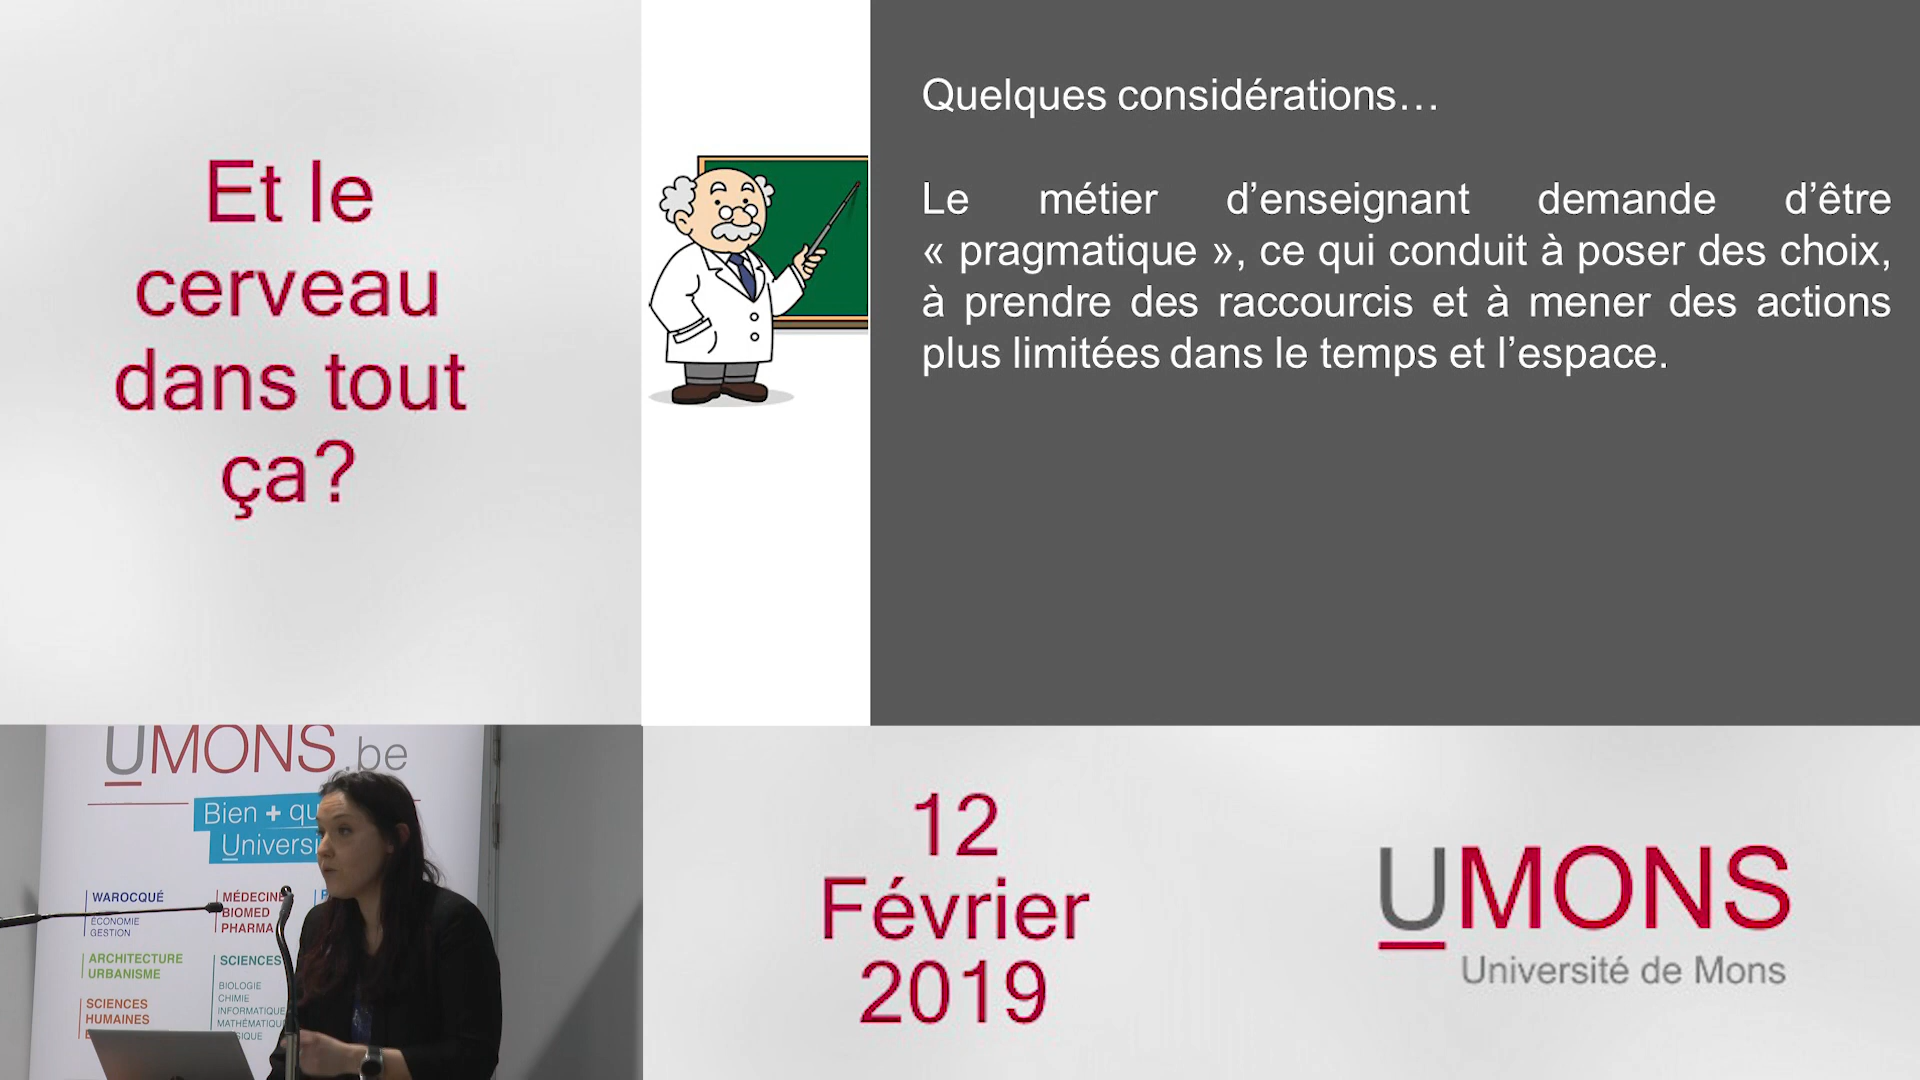 Et le
cerveau
dans tout
ça?
Quelques considérations…
Le métier d’enseignant demande d’être
« pragmatique », ce qui conduit à poser des choix,
à prendre des raccourcis et à mener des actions
plus limitées dans le temps et l’espace.
UMONS.be
Bien + qu
Universi
WAROCQUÉ
ÉCONOMIE
GESTION
ARCHITECTURE
URBANISME
SCIENCES
HUMAINES
MÉDECINE
BIOMED
PHARMA
SCIENCES
BIOLOGIE
CHIMIE
INFORMATIQUE
MATHÉMATIQU
SIQUE
12
Février
2019
UMONS
Université de Mons